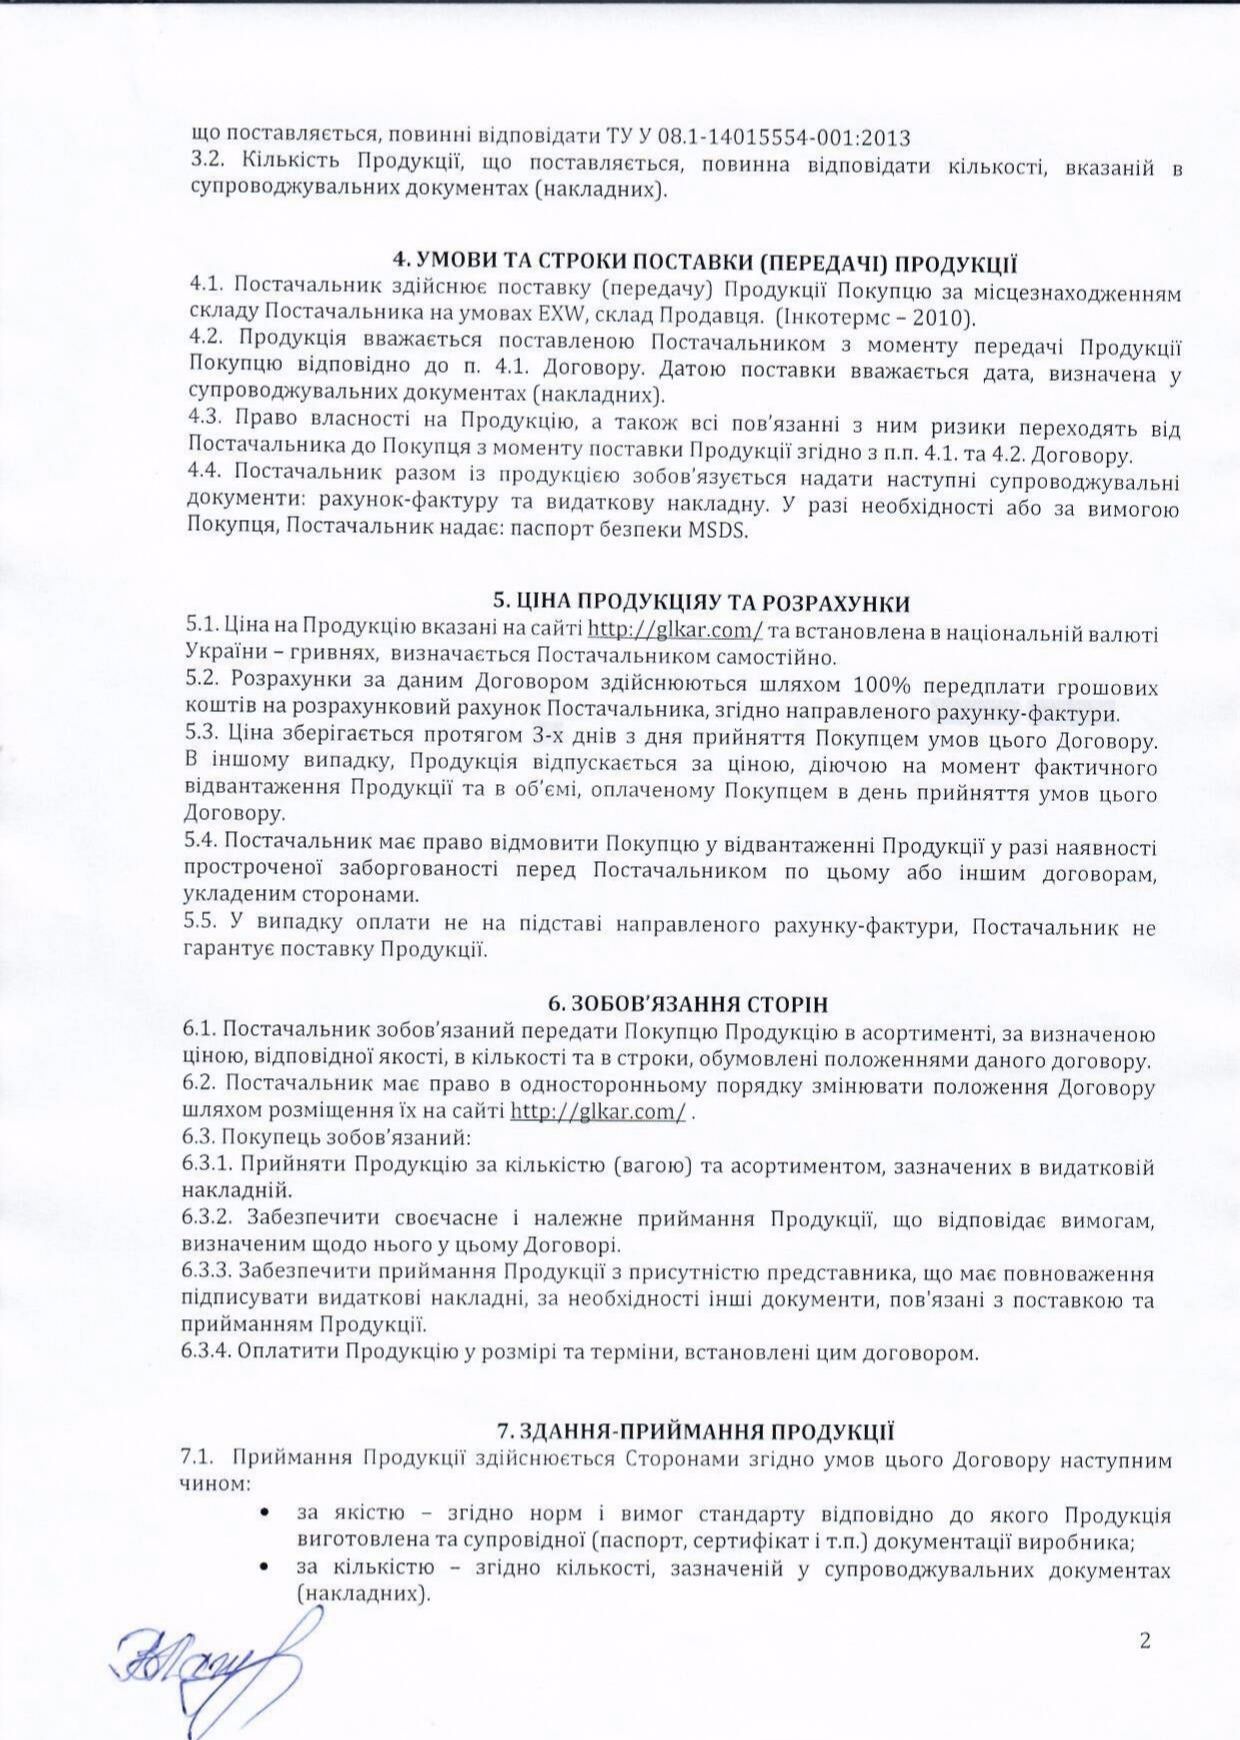 що поставляється, повинні відповідати ТУ У 08.1-14015554-001:2013
3.2. Кількість Продукції, що поставляється, повинна відповідати кількості, вказаній в
супроводжувальних документах (накладних).
4. УМОВИ ТА СТРОКИ ПОСТАВКИ (ПЕРЕДАЧІ) ПРОДУКЦІЇ
4.1. Постачальник здійснює поставку (передачу) Продукції Покупцю за місцезнаходженням
складу Постачальника на умовах EXW, склад Продавця. (Інкотермс – 2010).
4.2. Продукція вважається поставленою Постачальником з моменту передачі Продукції
Покупцю відповідно до п. 4.1. Договору. Датою поставки вважається дата, визначена у
супроводжувальних документах (накладних).
4.3. Право власності на Продукцію, а також всі пов’язанні з ним ризики переходять від
Постачальника до Покупця з моменту поставки Продукції згідно з п.п. 4.1. та 4.2. Договору.
4.4. Постачальник разом із продукцією зобов’язується надати наступні супроводжувальні
документи: рахунок-фактуру та видаткову накладну. У разі необхідності або за вимогою
Покупця, Постачальник надає: паспорт безпеки MSDS.
5. ЦІНА ПРОДУКЦІЯУ ТА РОЗРАХУНКИ
5.1. Ціна на Продукцію вказані на сайті http://glkar.com/ та встановлена в національній валюті
України – гривнях, визначається Постачальником самостійно.
5.2. Розрахунки за даним Договором здійснюються шляхом 100% передплати грошових
коштів на розрахунковий рахунок Постачальника, згідно направленого рахунку-фактури.
5.3. Ціна зберігається протягом 3-х днів з дня прийняття Покупцем умов цього Договору.
В іншому випадку, Продукція відпускається за ціною, діючою на момент фактичного
відвантаження Продукції та в об’ємі, оплаченому Покупцем в день прийняття умов цього
Договору.
5.4. Постачальник має право відмовити Покупцю у відвантаженні Продукції у разі наявності
простроченої заборгованості перед Постачальником по цьому або іншим договорам,
укладеним сторонами.
5.5. У випадку оплати не на підставі направленого рахунку-фактури, Постачальник не
гарантує поставку Продукції.
6. ЗОБОВ’ЯЗАННЯ СТОРІН
6.1. Постачальник зобов’язаний передати Покупцю Продукцію в асортименті, за визначеною
ціною, відповідної якості, в кількості та в строки, обумовлені положеннями даного договору.
6.2. Постачальник має право в односторонньому порядку змінювати положення Договору
шляхом розміщення їх на сайті http://glkar.com/ .
6.3. Покупець зобов’язаний:
6.3.1. Прийняти Продукцію за кількістю (вагою) та асортиментом, зазначених в видатковій
накладній.
6.3.2. Забезпечити своєчасне і належне приймання Продукції, що відповідає вимогам,
визначеним щодо нього у цьому Договорі.
6.3.3. Забезпечити приймання Продукції з присутністю представника, що має повноваження
підписувати видаткові накладні, за необхідності інші документи, пов'язані з поставкою та
прийманням Продукції.
6.3.4. Оплатити Продукцію у розмірі та терміни, встановлені цим договором.
7. ЗДАННЯ-ПРИЙМАННЯ ПРОДУКЦІЇ
7.1. Приймання Продукції здійснюється Сторонами згідно умов цього Договору наступним
чином:
• за якістю – згідно норм і вимог стандарту відповідно до якого Продукція
виготовлена та супровідної (паспорт, сертифікат і т.п.) документації виробника;
• за кількістю – згідно кількості, зазначеній у супроводжувальних документах
(накладних).
2